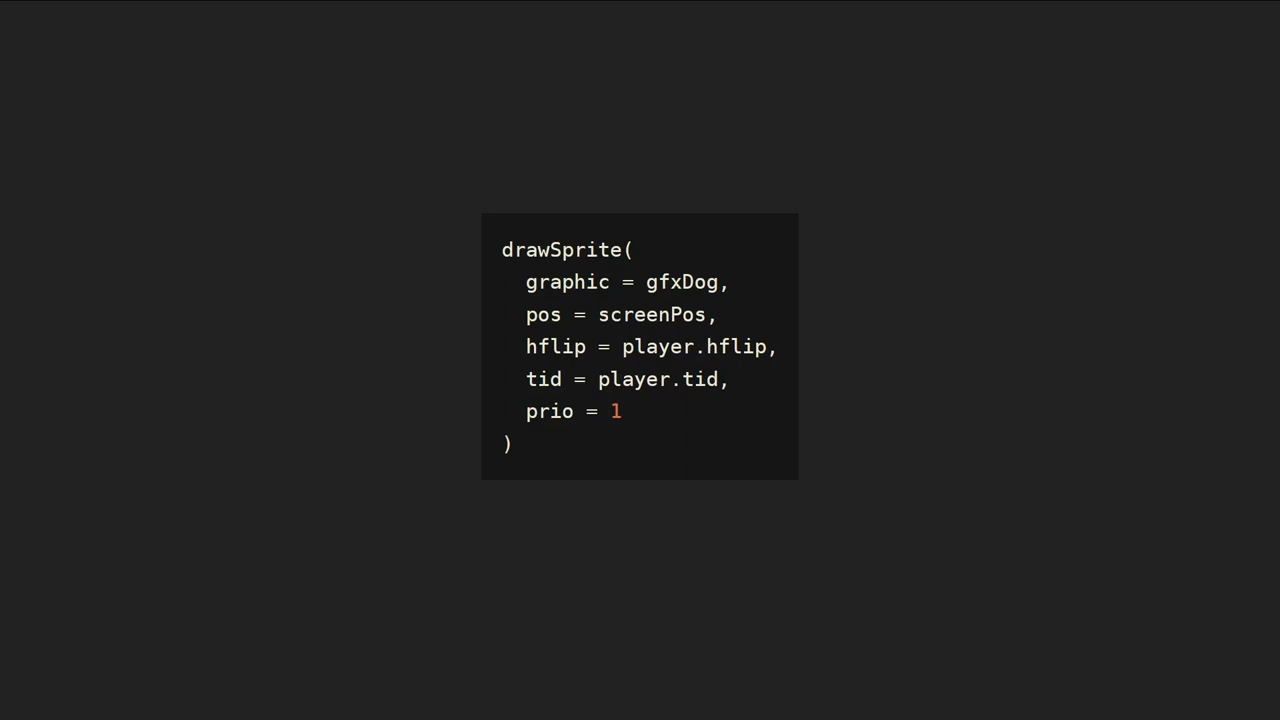 drawSprite(
  graphic = gfxDog,
  pos = screenPos,
  hflip = player.hflip,
  tid = player.tid,
  prio = 1
)